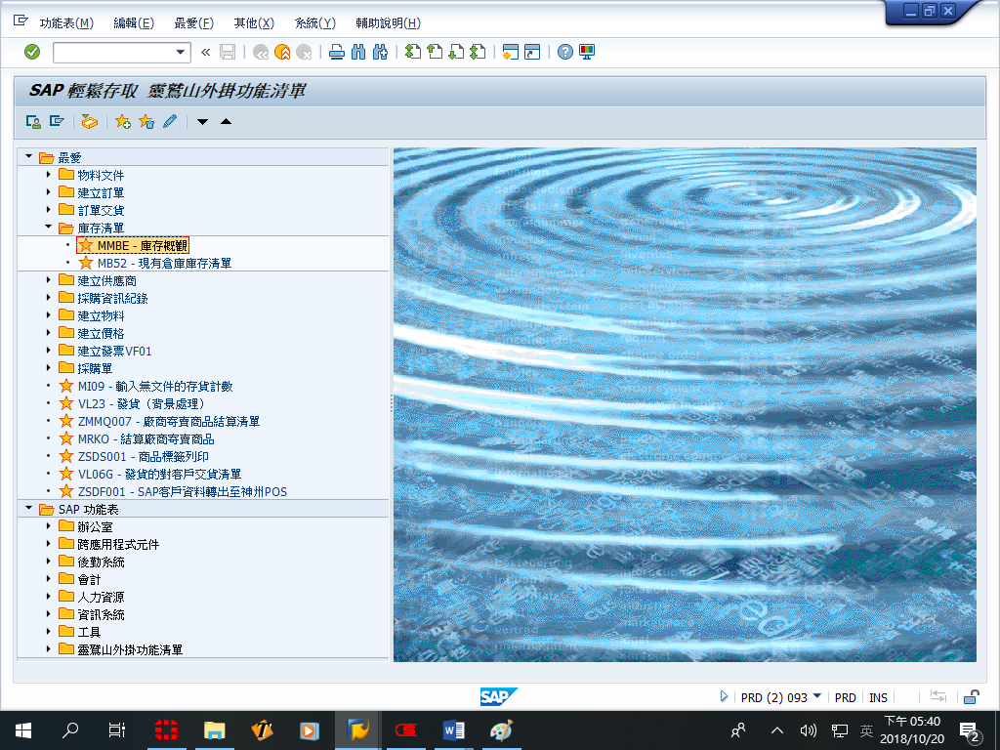 功能表(M) 編輯(E) 最愛(F) 其他(X) 系統(Y) 輔助說明(H)
SAP 輕鬆存取 靈鷲山外掛功能清單
最愛
物料文件
建立訂單
訂單交貨
庫存清單
MMBE - 庫存概觀
MB52 - 現有倉庫庫存清單
建立供應商
採購資訊紀錄
建立物料
建立價格
建立發票VF01
採購單
MI09 - 輸入無文件的存貨計數
VL23 - 發貨（背景處理）
ZMMQ007 - 廠商寄賣商品結算清單
MRKO - 結算廠商寄賣商品
ZSDS001 - 商品標籤列印
VL06G - 發貨的對客戶交貨清單
ZSDF001 - SAP客戶資料轉出至神州POS
SAP 功能表
辦公室
跨應用程式元件
後勤系統
會計
人力資源
資訊系統
工具
靈鷲山外掛功能清單
SAP
PRD (2) 093 PRD INS
英
下午 05:40
2018/10/20
2